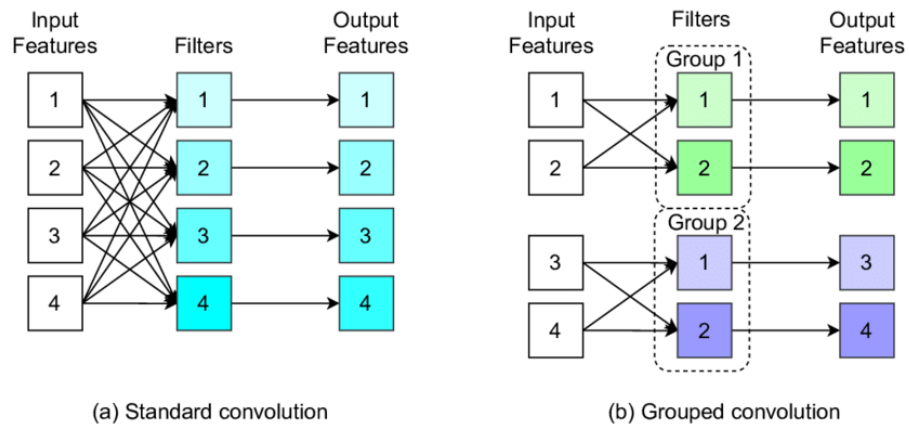 Input
Features
Filters
Output
Features
1
1
1
2
2
2
3
3
3
4
4
4
(a) Standard convolution
Input
Features
Filters
Output
Features
Group 1
1
1
1
2
2
2
Group 2
3
1
3
4
2
4
(b) Grouped convolution